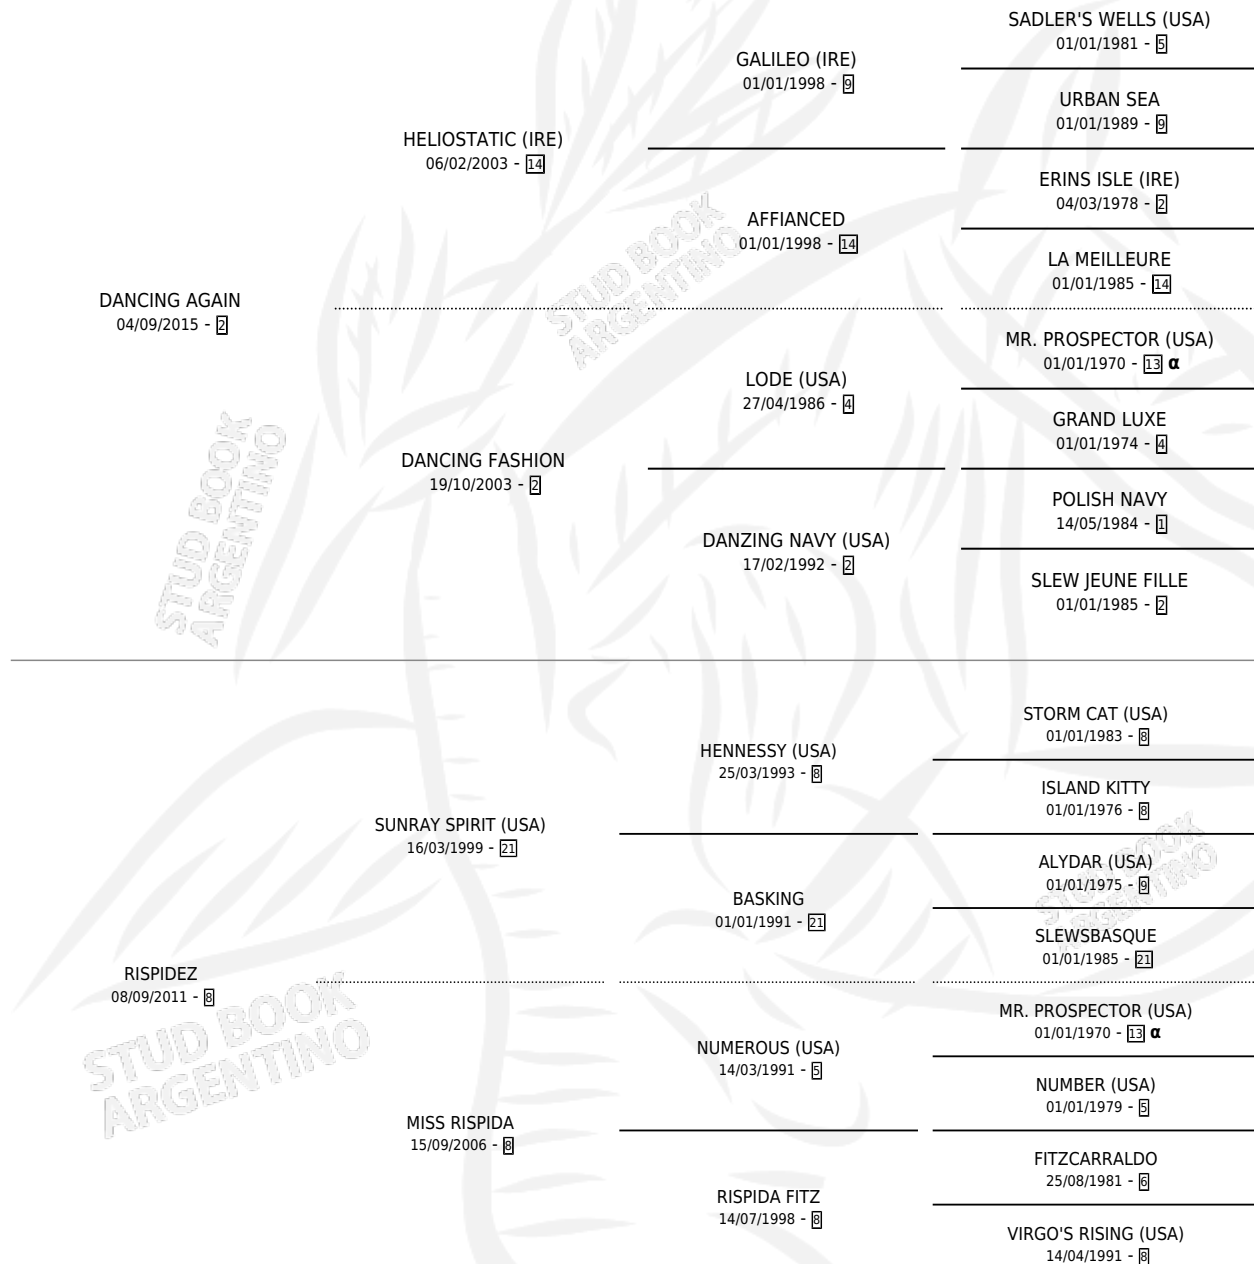 SADLER'S WELLS (USA)
01/01/1981 - 5
GALILEO (IRE)
01/01/1998 - 9
URBAN SEA
01/01/1989 - 9
HELIOSTATIC (IRE)
06/02/2003 - 14
ERINS ISLE (IRE)
04/03/1978 - 2
AFFIANCED
01/01/1998 - 14
LA MEILLEURE
01/01/1985 - 14
DANCING AGAIN
04/09/2015 - 2
MR. PROSPECTOR (USA)
01/01/1970 - 13 α
LODE (USA)
27/04/1986 - 4
GRAND LUXE
01/01/1974 - 4
DANCING FASHION
19/10/2003 - 2
POLISH NAVY
14/05/1984 - 1
DANZING NAVY (USA)
17/02/1992 - 2
SLEW JEUNE FILLE
01/01/1985 - 2
STORM CAT (USA)
01/01/1983 - 8
HENNESSY (USA)
25/03/1993 - 8
ISLAND KITTY
01/01/1976 - 8
SUNRAY SPIRIT (USA)
16/03/1999 - 21
ALYDAR (USA)
01/01/1975 - 9
BASKING
01/01/1991 - 21
SLEWSBASQUE
01/01/1985 - 21
RISPIDEZ
08/09/2011 - 8
MR. PROSPECTOR (USA)
01/01/1970 - 13 α
NUMEROUS (USA)
14/03/1991 - 5
NUMBER (USA)
01/01/1979 - 5
MISS RISPIDA
15/09/2006 - 8
FITZCARRALDO
25/08/1981 - 6
RISPIDA FITZ
14/07/1998 - 8
VIRGO'S RISING (USA)
14/04/1991 - 8
STUD BOOK
ARGENTINO
STUD BOOK
ARGENTINO
STUD BOOK
ARGENTINO
STUD BOOK
ARGENTINO